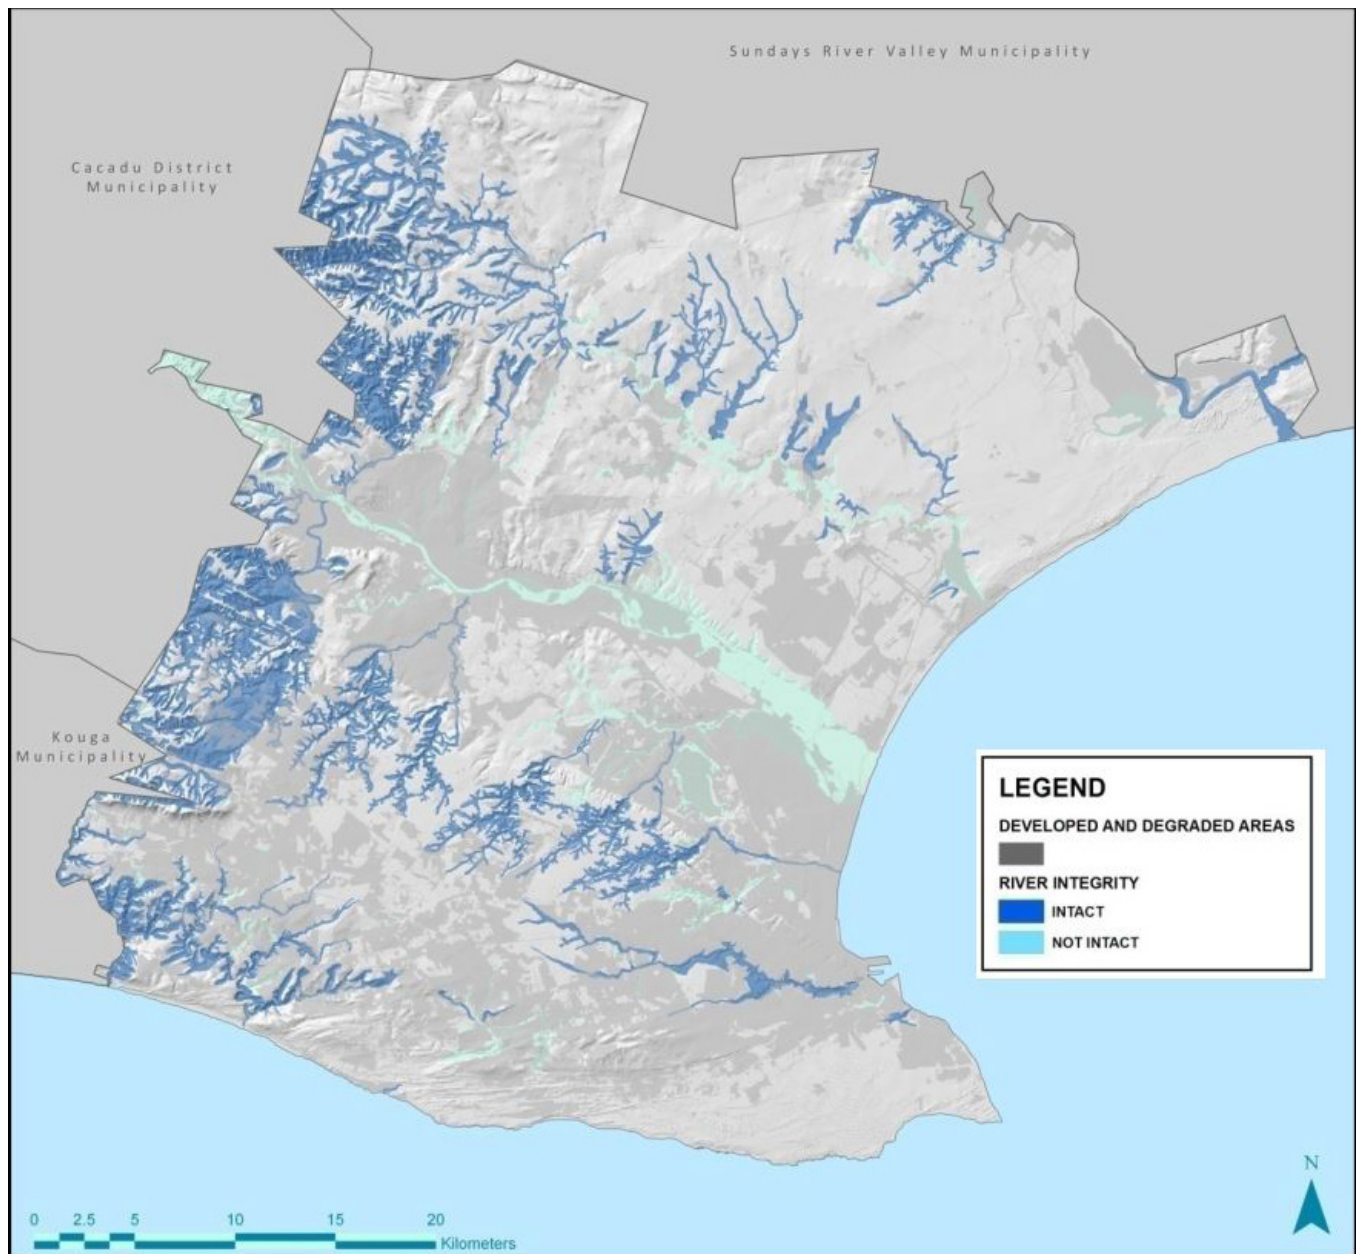 Sundays River Valley Municipality
Cacadu District
Municipality
Kouga
Municipality
LEGEND
DEVELOPED AND DEGRADED AREAS
RIVER INTEGRITY
INTACT
NOT INTACT
N
0 2.5 5 10 15 20
Kilometers